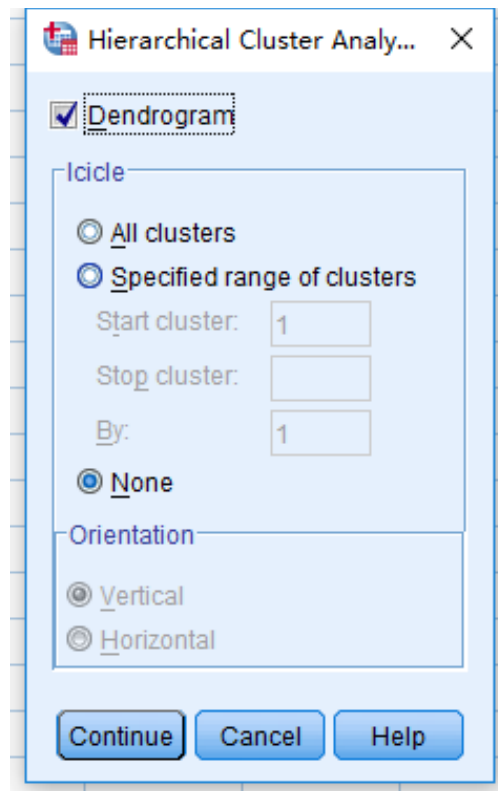 Hierarchical Cluster Analy...
Dendrogram
Icicle
All clusters
Specified range of clusters
Start cluster: 1
Stop cluster:
By: 1
None
Orientation
Vertical
Horizontal
Continue Cancel Help